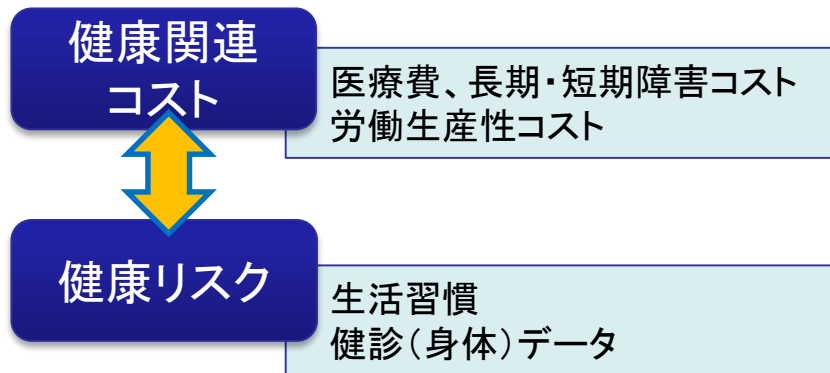 健康関連
コスト
医療費、長期・短期障害コスト
労働生産性コスト
健康リスク
生活習慣
健診（身体）データ